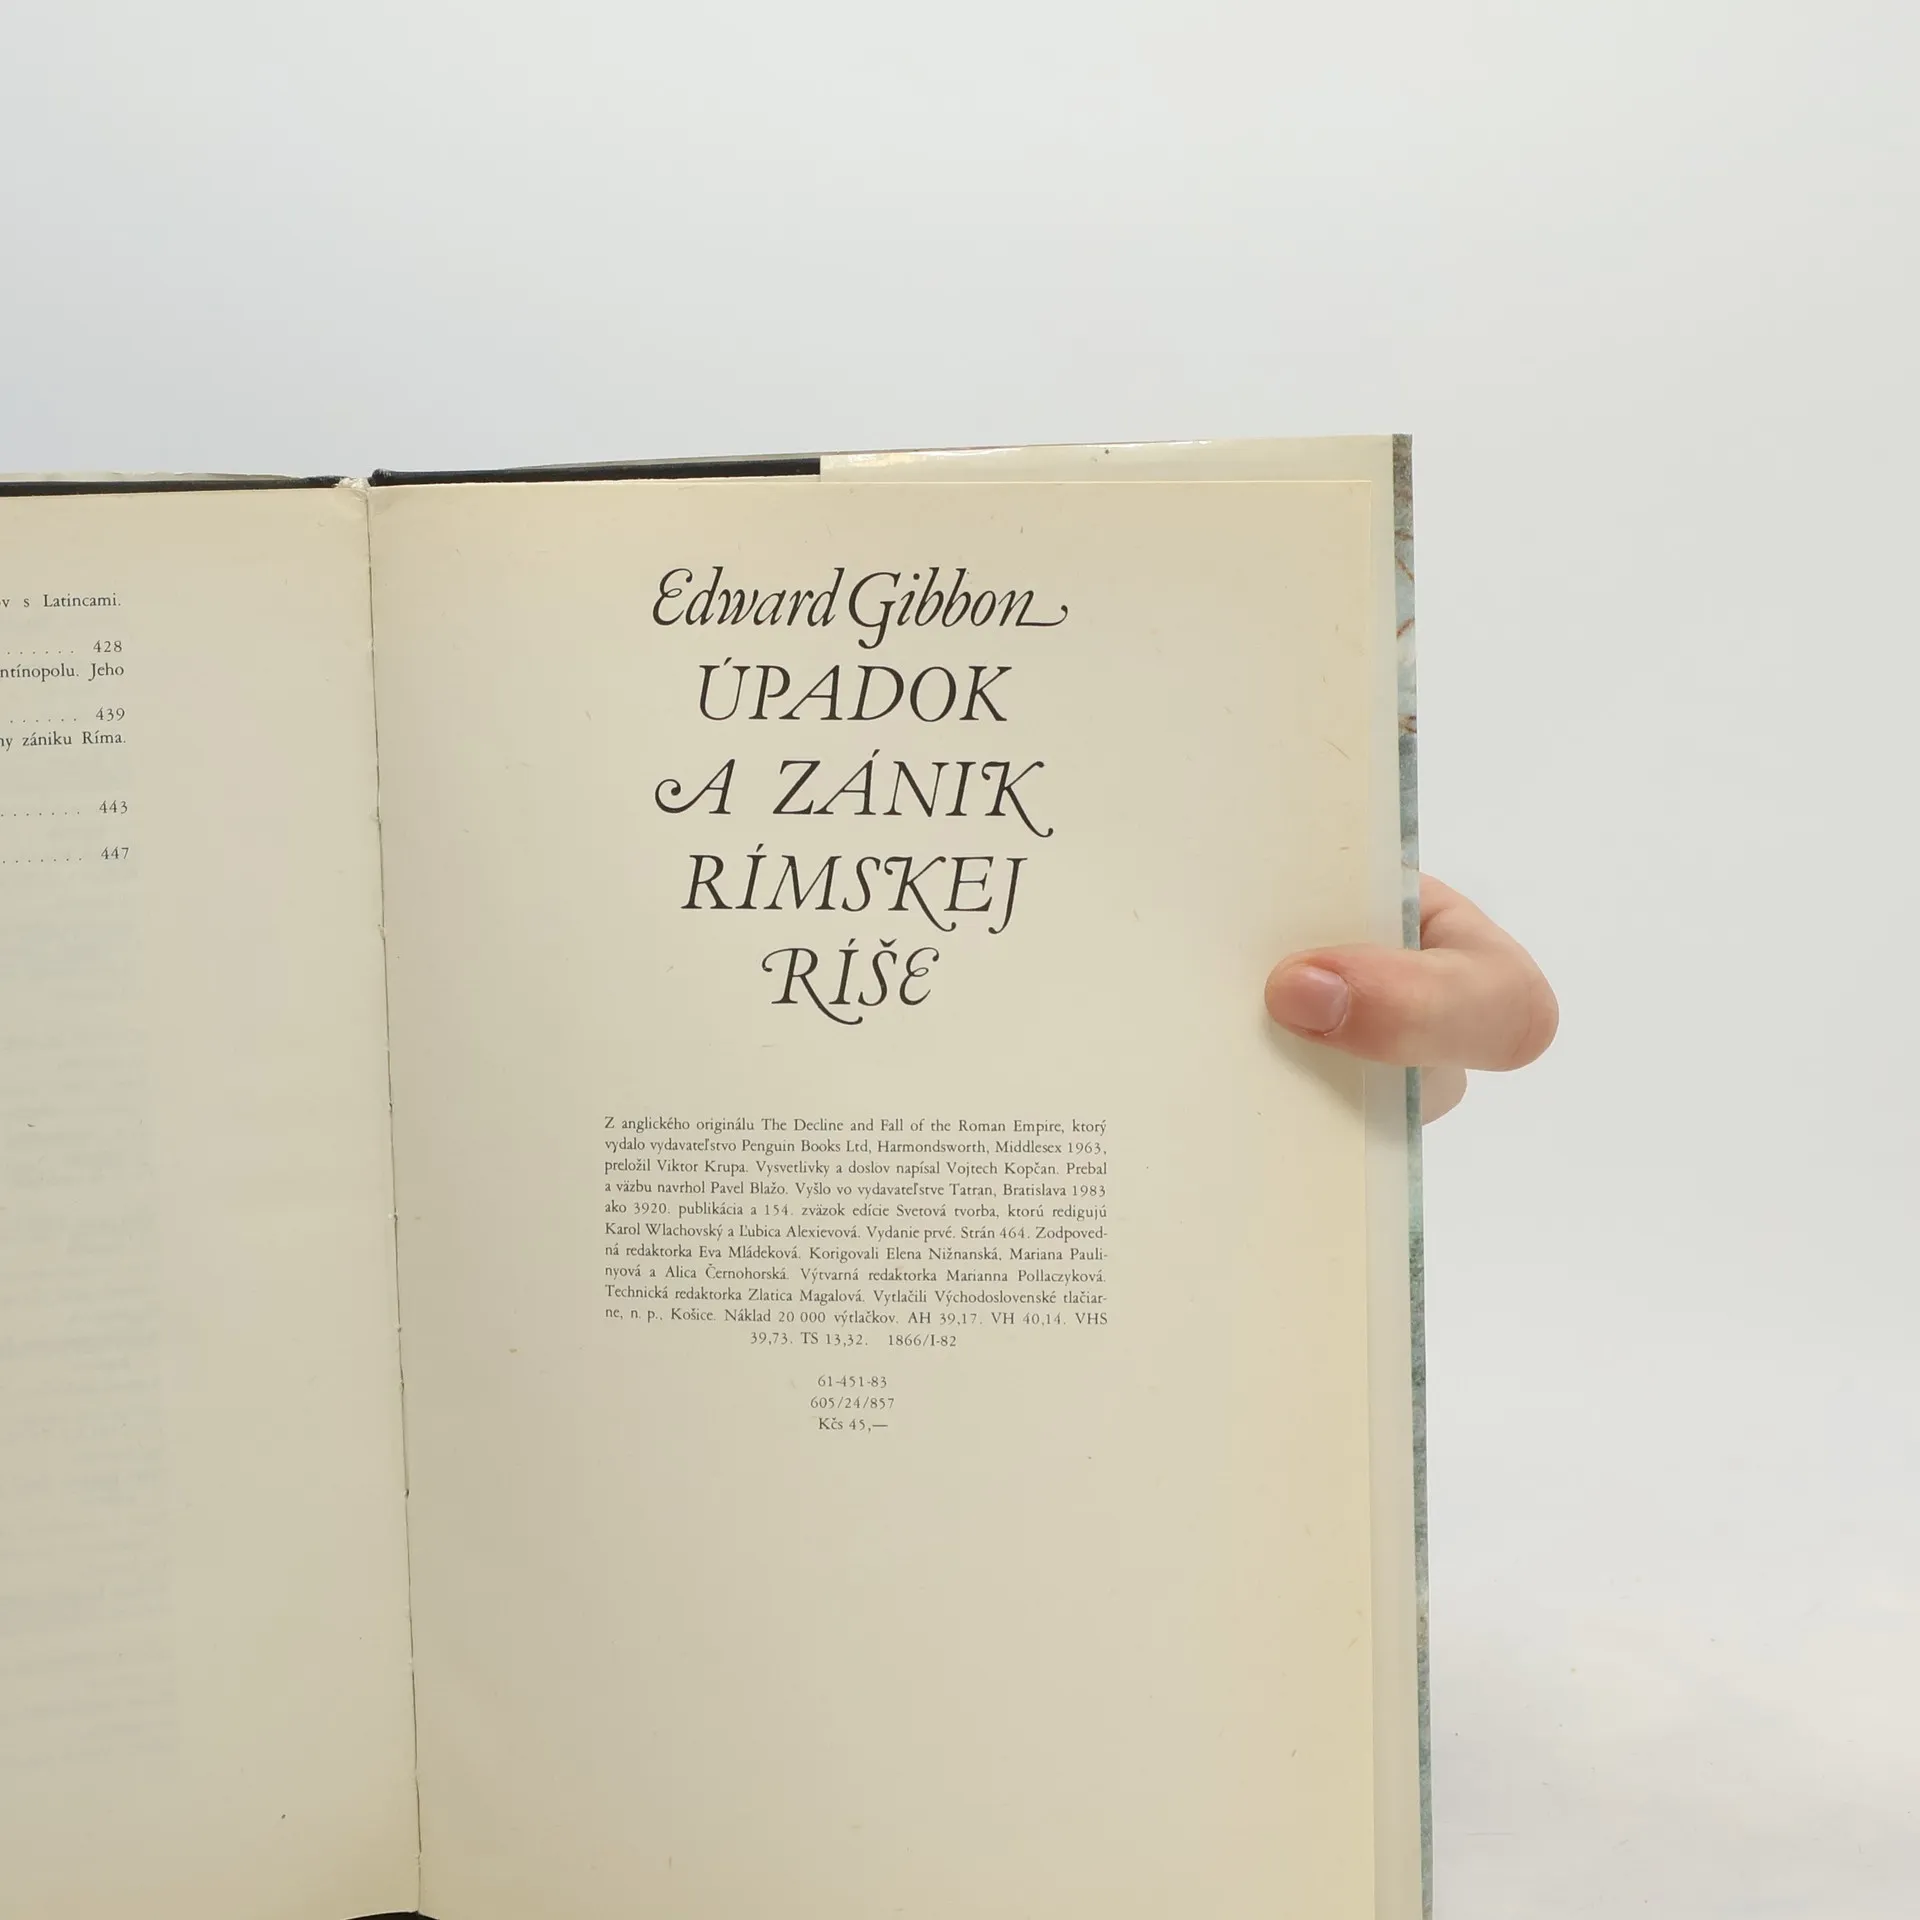 s Latincami.
. . . . . . 428
Jeho
. . . . . . 439
zániku Ríma.
. . . . . . . 443
. . . . . . . 447
Edward Gibbon
ÚPADOK
A ZÁNIK
RÍMSKEJ
RÍŠE
Z anglického originálu The Decline and Fall of the Roman Empire, ktorý
vydalo vydavateľstvo Penguin Books Ltd, Harmondsworth, Middlesex 1963,
preložil Viktor Krupa. Vysvetlivky a doslov napísal Vojtech Kopčan. Prebal
a väzbu navrhol Pavel Blažo. Vyšlo vo vydavateľstve Tatran, Bratislava 1983
ako 3920. publikácia a 154. zväzok edície Svetová tvorba, ktorú redigujú
Karol Wlachovský a Ľubica Alexievová. Vydanie prvé. Strán 464. Zodpoved-
ná redaktorka Eva Mládeková. Korigovali Elena Nižnanská, Mariana Pauli-
nyová a Alica Černohorská. Výtvarná redaktorka Marianna Pollaczyková.
Technická redaktorka Zlatica Magalová. Vytlačili Východoslovenské tlačiar-
ne, n. p., Košice. Náklad 20 000 výtlačkov. AH 39,17. VH 40,14. VHS
39,73. TS 13,32. 1866/I-82
61-451-83
605/24/857
Kčs 45,—